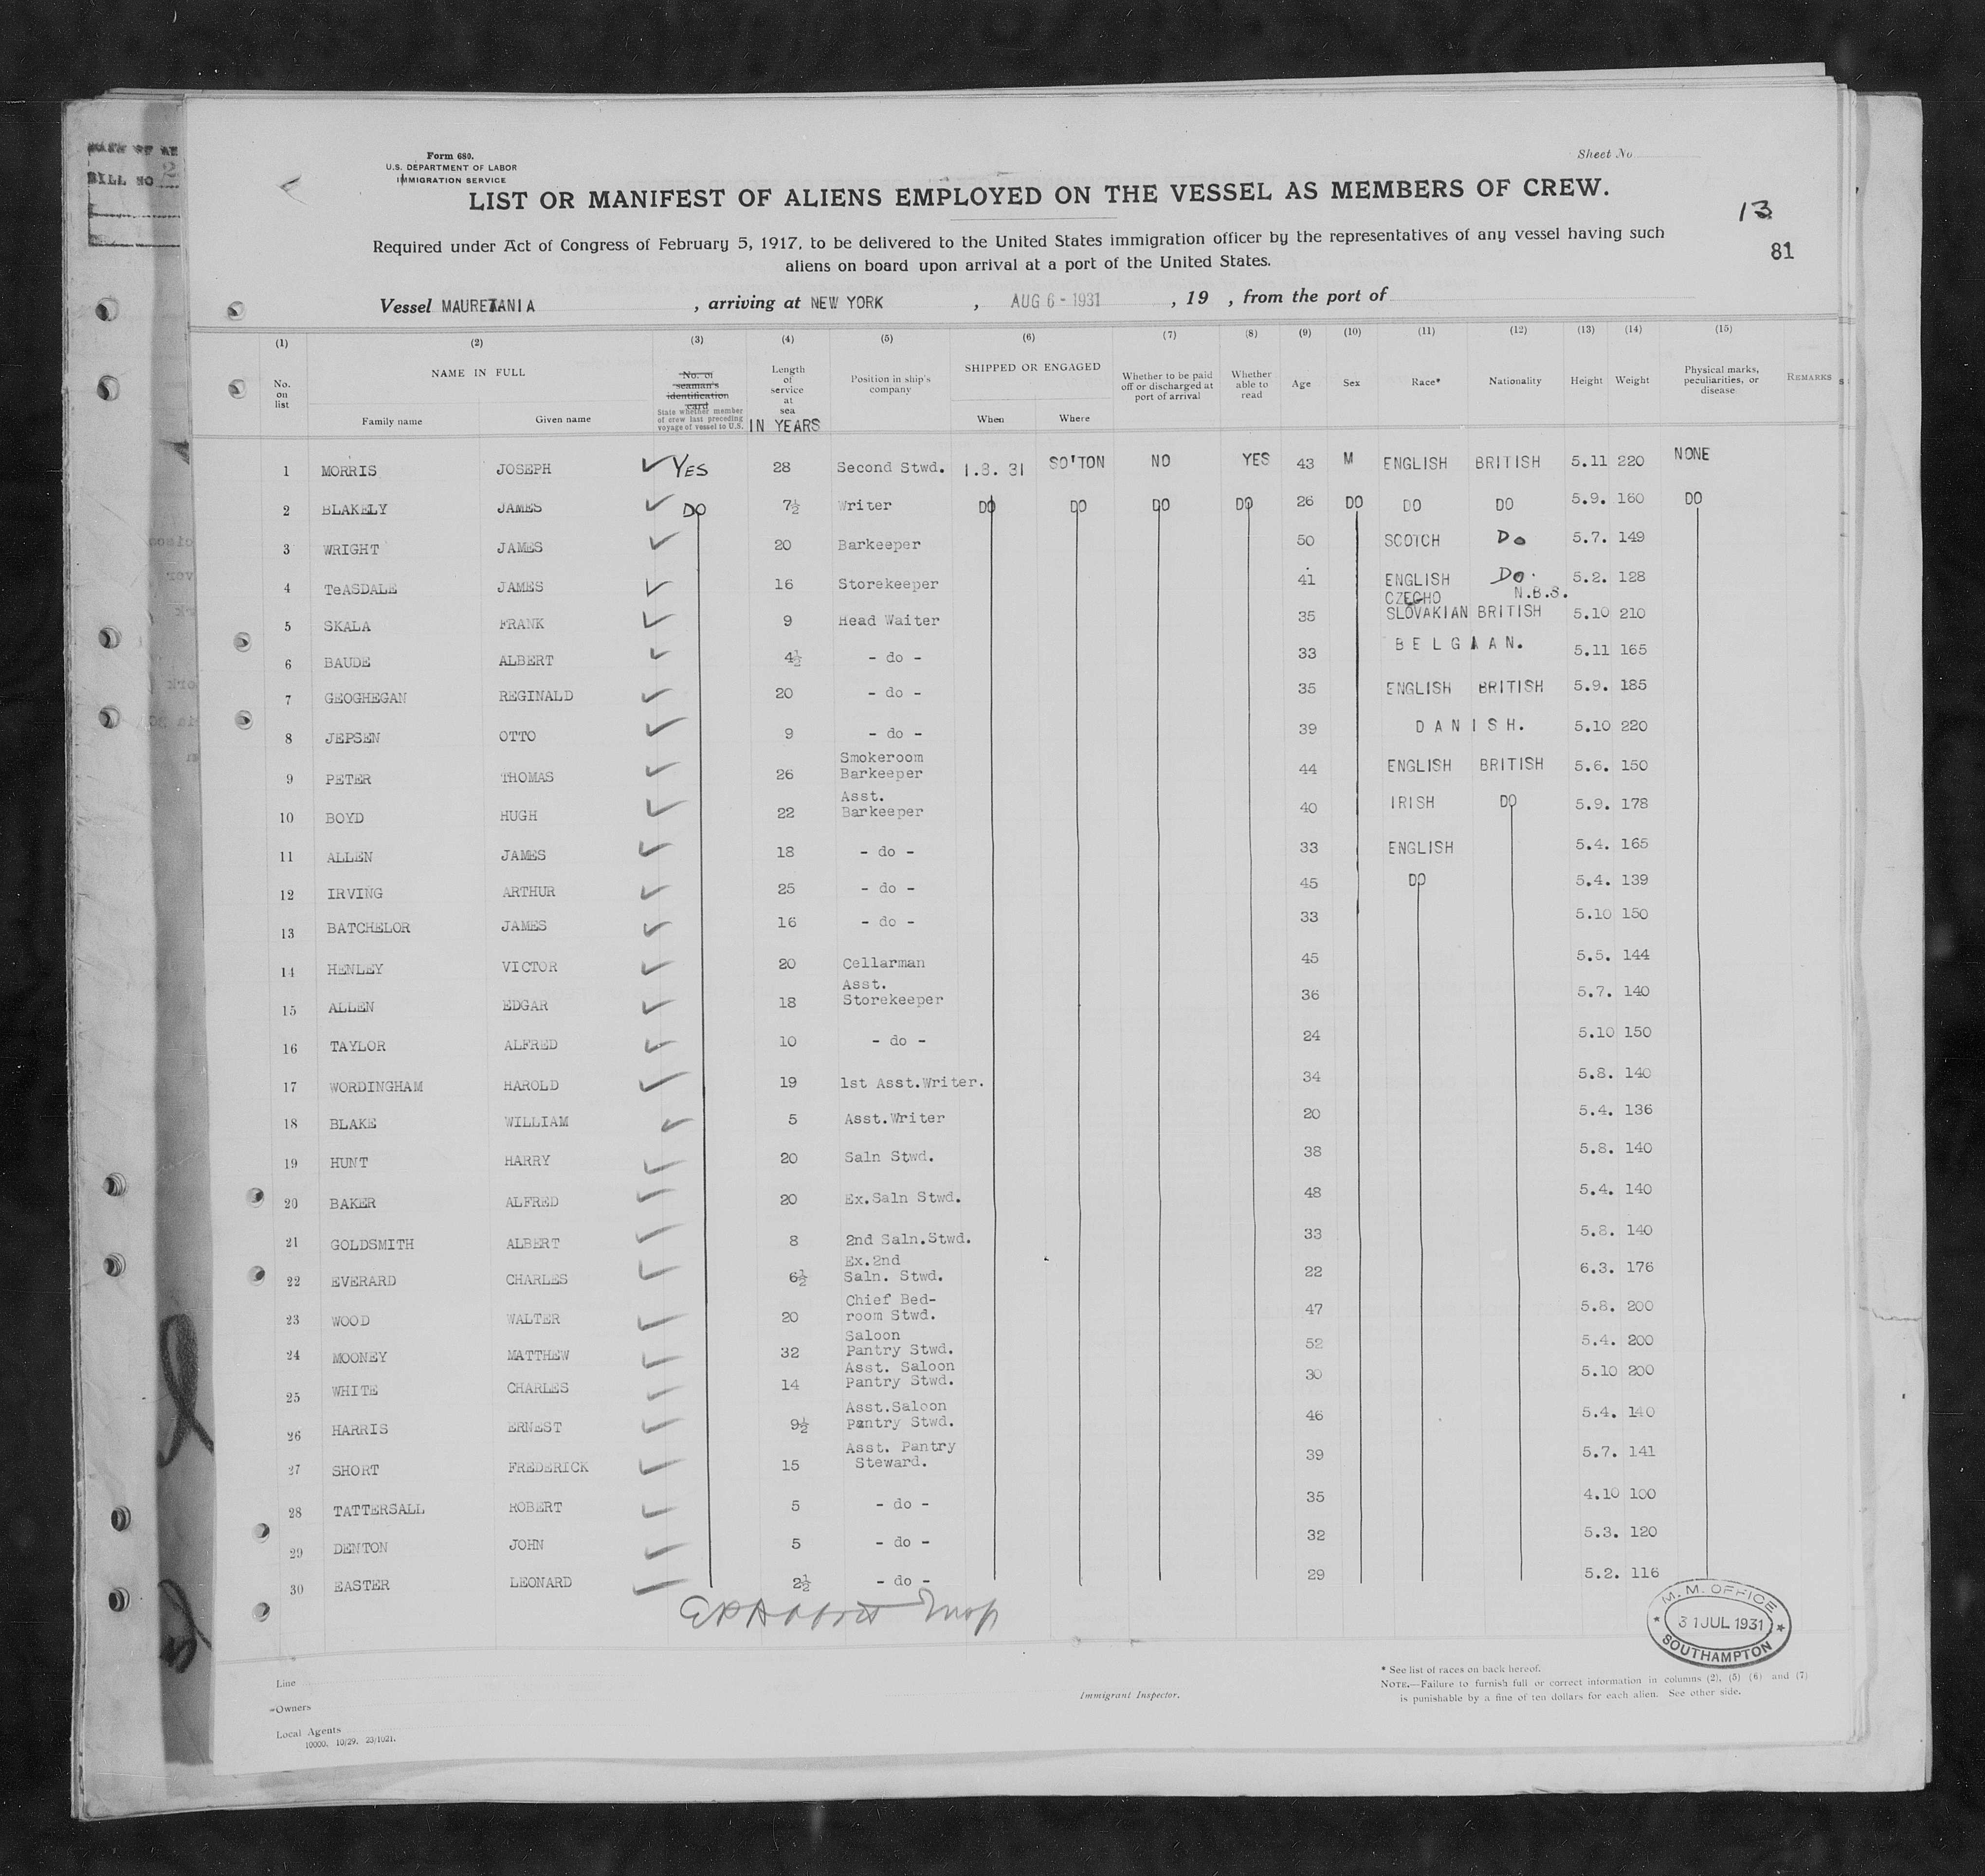 Form 680.
U.S. DEPARTMENT OF LABOR
IMMIGRATION SERVICE
Sheet No.
BILL NO 2
LIST OR MANIFEST OF ALIENS EMPLOYED ON THE VESSEL AS MEMBERS OF CREW.
13
81
Required under Act of Congress of February 5, 1917, to be delivered to the United States immigration officer by the representatives of any vessel having such
aliens on board upon arrival at a port of the United States.
Vessel MAURETANIA , arriving at NEW YORK , AUG 6 - 1931 , 19 , from the port of
(1) (2) (3) (4) (5) (6) (7) (8) (9) (10) (11) (12) (13) (14) (15)
No. on list NAME IN FULL Family name Given name No. of seaman's identification card State whether member of crew last preceding voyage of vessel to U.S. Length of service at sea IN YEARS Position in ship's company SHIPPED OR ENGAGED When Where Whether to be paid off or discharged at port of arrival Whether able to read Age Sex Race* Nationality Height Weight Physical marks, peculiarities, or disease REMARKS
1 MORRIS JOSEPH YES 28 Second Stwd. 1.8. 31 SO'TON NO YES 43 M ENGLISH BRITISH 5.11 220 NONE
2 BLAKELY JAMES DO 7½ Writer DO DO DO DO 26 DO DO DO 5.9. 160 DO
3 WRIGHT JAMES 20 Barkeeper 50 SCOTCH Do 5.7. 149
4 TeASDALE JAMES 16 Storekeeper 41 ENGLISH Do. 5.2. 128
5 SKALA FRANK 9 Head Waiter 35 CZECHO SLOVAKIAN N.B.S. BRITISH 5.10 210
6 BAUDE ALBERT 4½ - do - 33 BELGIAN. 5.11 165
7 GEOGHEGAN REGINALD 20 - do - 35 ENGLISH BRITISH 5.9. 185
8 JEPSEN OTTO 9 - do - 39 DANISH. 5.10 220
9 PETER THOMAS 26 Smokeroom Barkeeper 44 ENGLISH BRITISH 5.6. 150
10 BOYD HUGH 22 Asst. Barkeeper 40 IRISH DO 5.9. 178
11 ALLEN JAMES 18 - do - 33 ENGLISH 5.4. 165
12 IRVING ARTHUR 25 - do - 45 DO 5.4. 139
13 BATCHELOR JAMES 16 - do - 33 5.10 150
14 HENLEY VICTOR 20 Cellarman 45 5.5. 144
15 ALLEN EDGAR 18 Asst. Storekeeper 36 5.7. 140
16 TAYLOR ALFRED 10 - do - 24 5.10 150
17 WORDINGHAM HAROLD 19 1st Asst.Writer. 34 5.8. 140
18 BLAKE WILLIAM 5 Asst.Writer 20 5.4. 136
19 HUNT HARRY 20 Saln Stwd. 38 5.8. 140
20 BAKER ALFRED 20 Ex.Saln Stwd. 48 5.4. 140
21 GOLDSMITH ALBERT 8 2nd Saln.Stwd. 33 5.8. 140
22 EVERARD CHARLES 6½ Ex.2nd Saln. Stwd. 22 6.3. 176
23 WOOD WALTER 20 Chief Bed-room Stwd. 47 5.8. 200
24 MOONEY MATTHEW 32 Saloon Pantry Stwd. 52 5.4. 200
25 WHITE CHARLES 14 Asst. Saloon Pantry Stwd. 30 5.10 200
26 HARRIS ERNEST 9½ Asst.Saloon Pantry Stwd. 46 5.4. 140
27 SHORT FREDERICK 15 Asst. Pantry Steward. 39 5.7. 141
28 TATTERSALL ROBERT 5 - do - 35 4.10 100
29 DENTON JOHN 5 - do - 32 5.3. 120
30 EASTER LEONARD 2½ - do - 29 5.2. 116
M. M. OFFICE
31 JUL 1931
SOUTHAMPTON
Line
Owners
Local Agents
10000. 10/29. 23/1021.
Immigrant Inspector.
* See list of races on back hereof.
NOTE.—Failure to furnish full or correct information in columns (2), (5) (6) and (7)
is punishable by a fine of ten dollars for each alien. See other side.